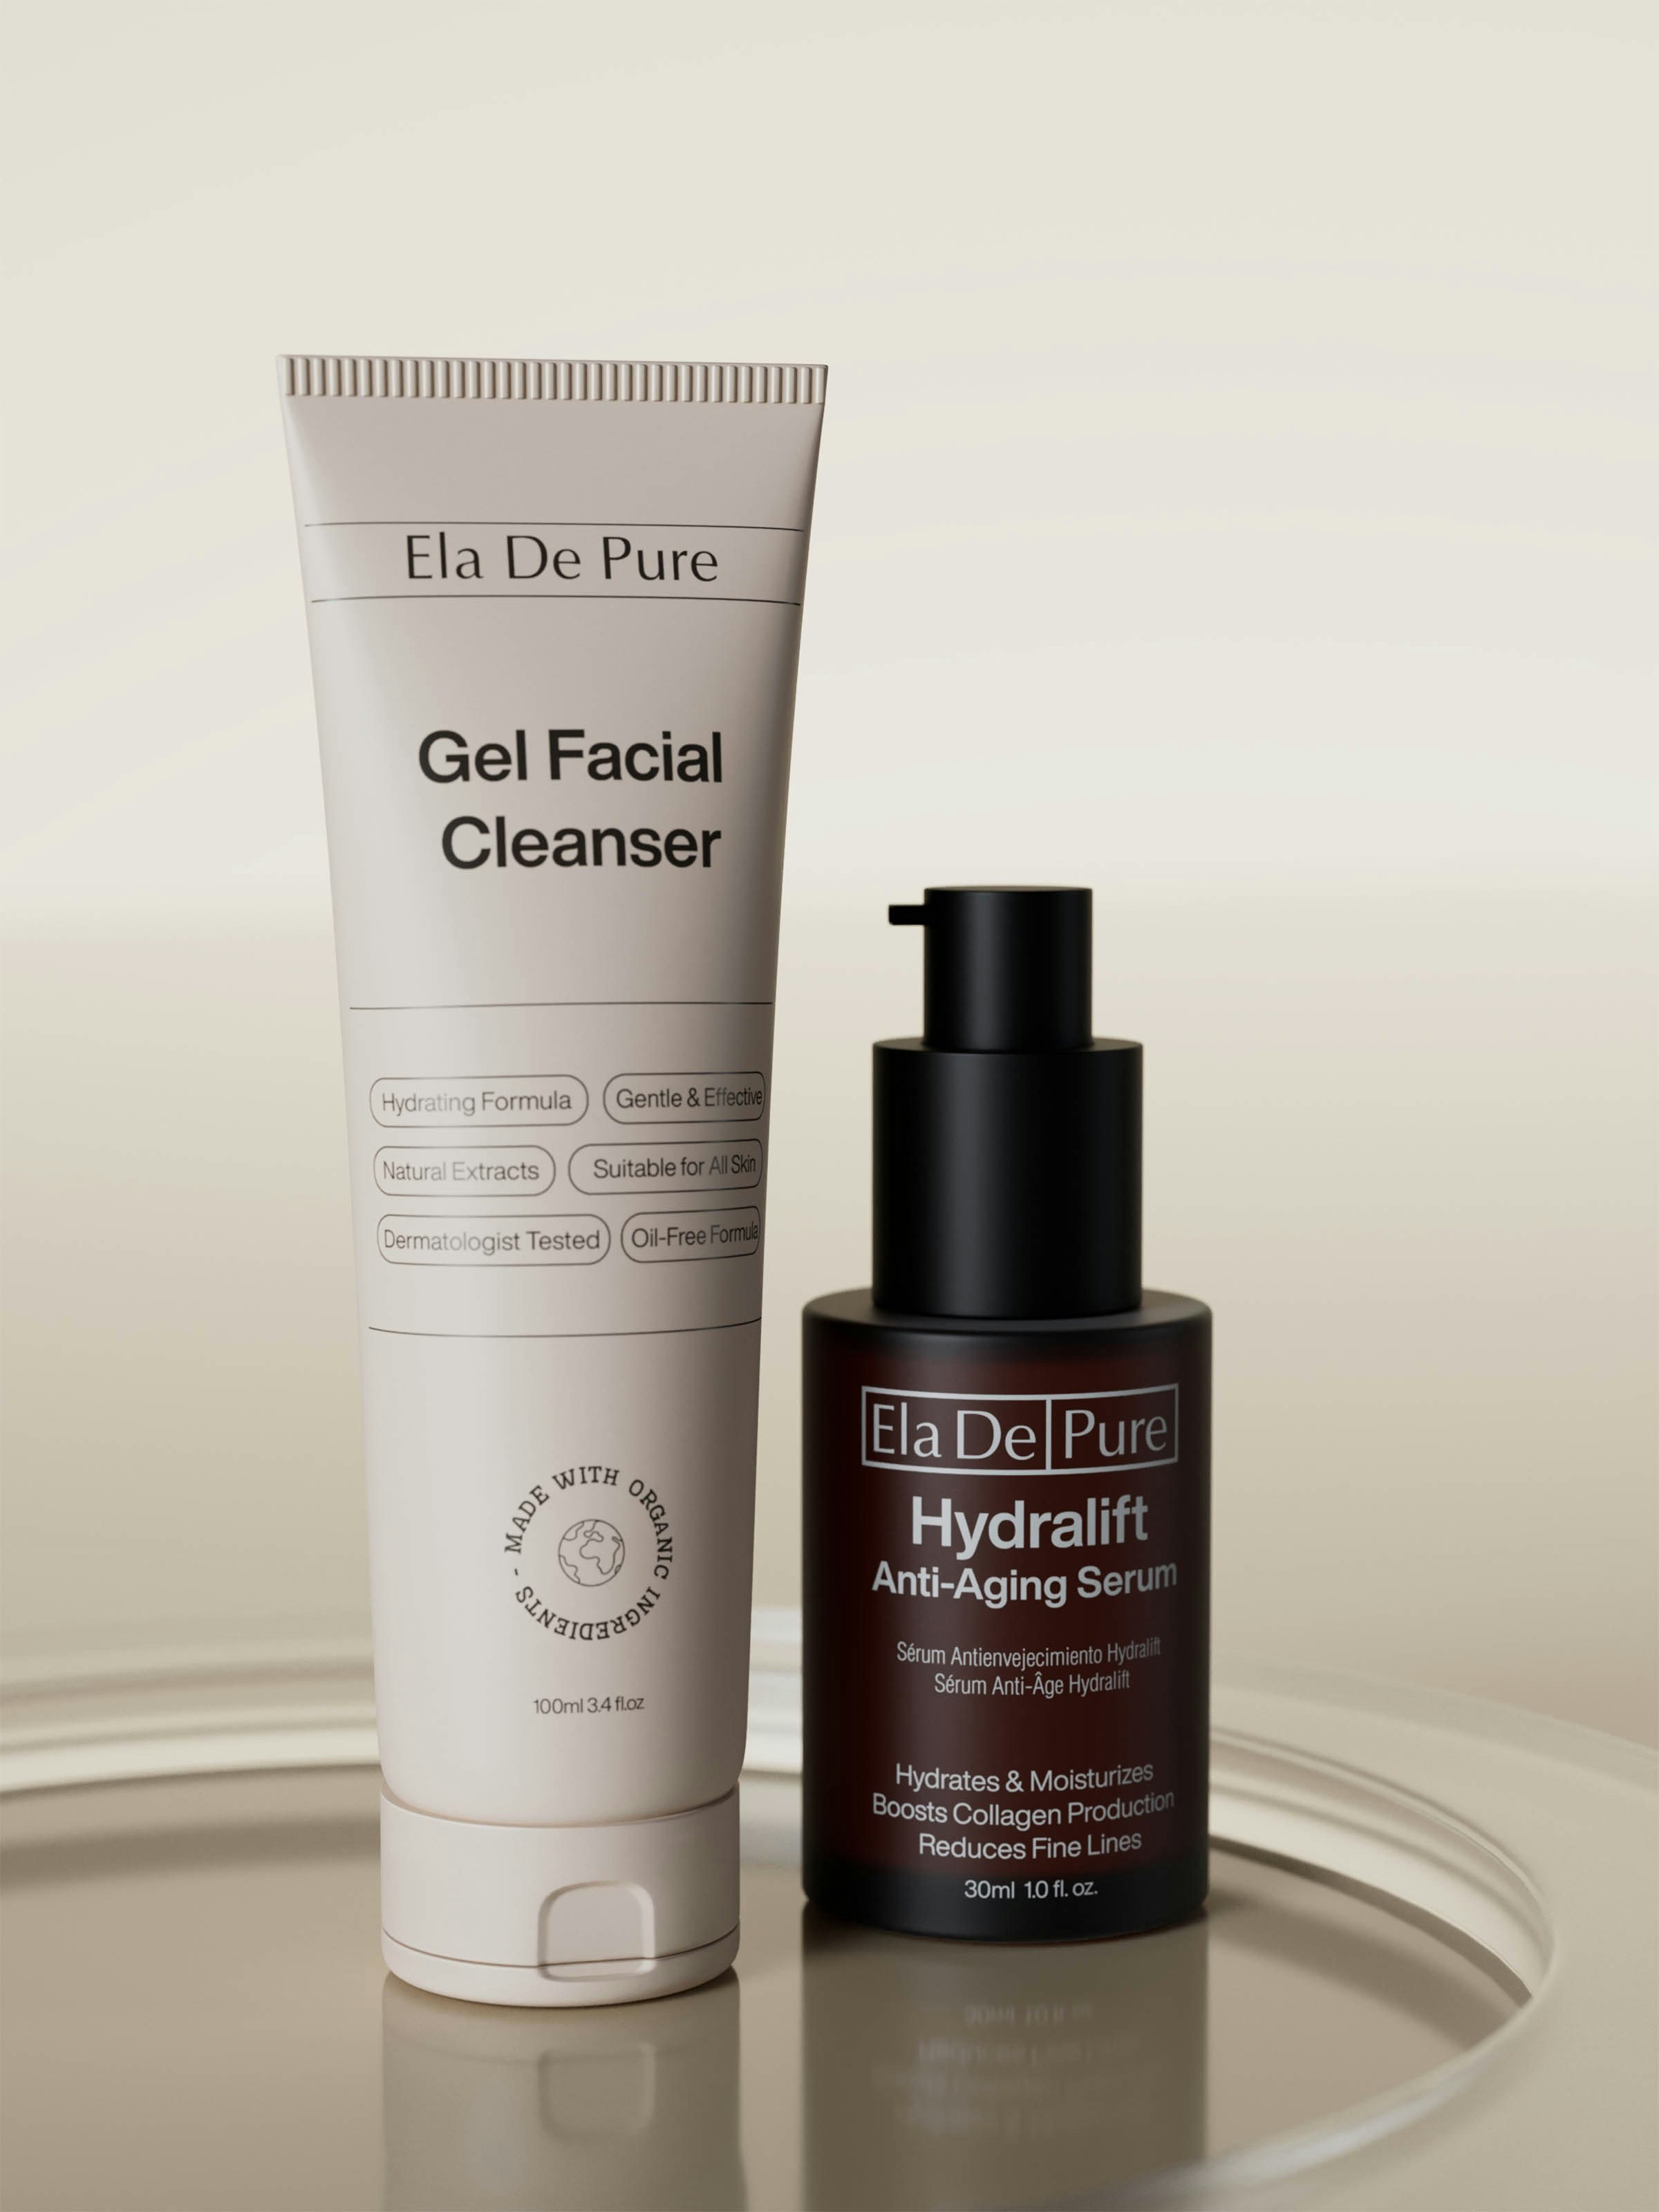 Ela De Pure
Gel Facial
Cleanser
Hydrating Formula
Gentle & Effective
Natural Extracts
Suitable for All Skin
Dermatologist Tested
Oil-Free Formula
MADE WITH ORGANIC INGREDIENTS -
100ml 3.4 fl.oz
Ela De Pure
Hydralift
Anti-Aging Serum
Sérum Antienvejecimiento Hydralift
Sérum Anti-Âge Hydralift
Hydrates & Moisturizes
Boosts Collagen Production
Reduces Fine Lines
30ml 1.0 fl. oz.